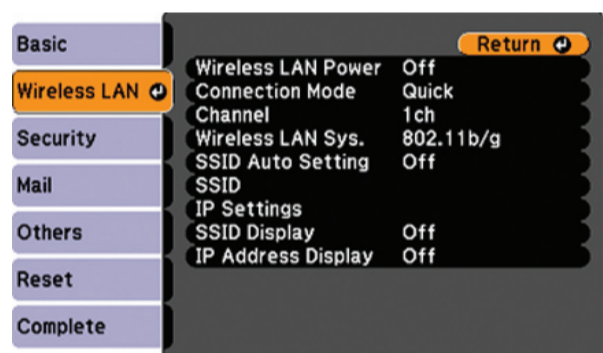 Basic
Wireless LAN
Security
Mail
Others
Reset
Complete
Return
Wireless LAN Power Off
Connection Mode Quick
Channel 1ch
Wireless LAN Sys. 802.11b/g
SSID Auto Setting Off
SSID
IP Settings
SSID Display Off
IP Address Display Off